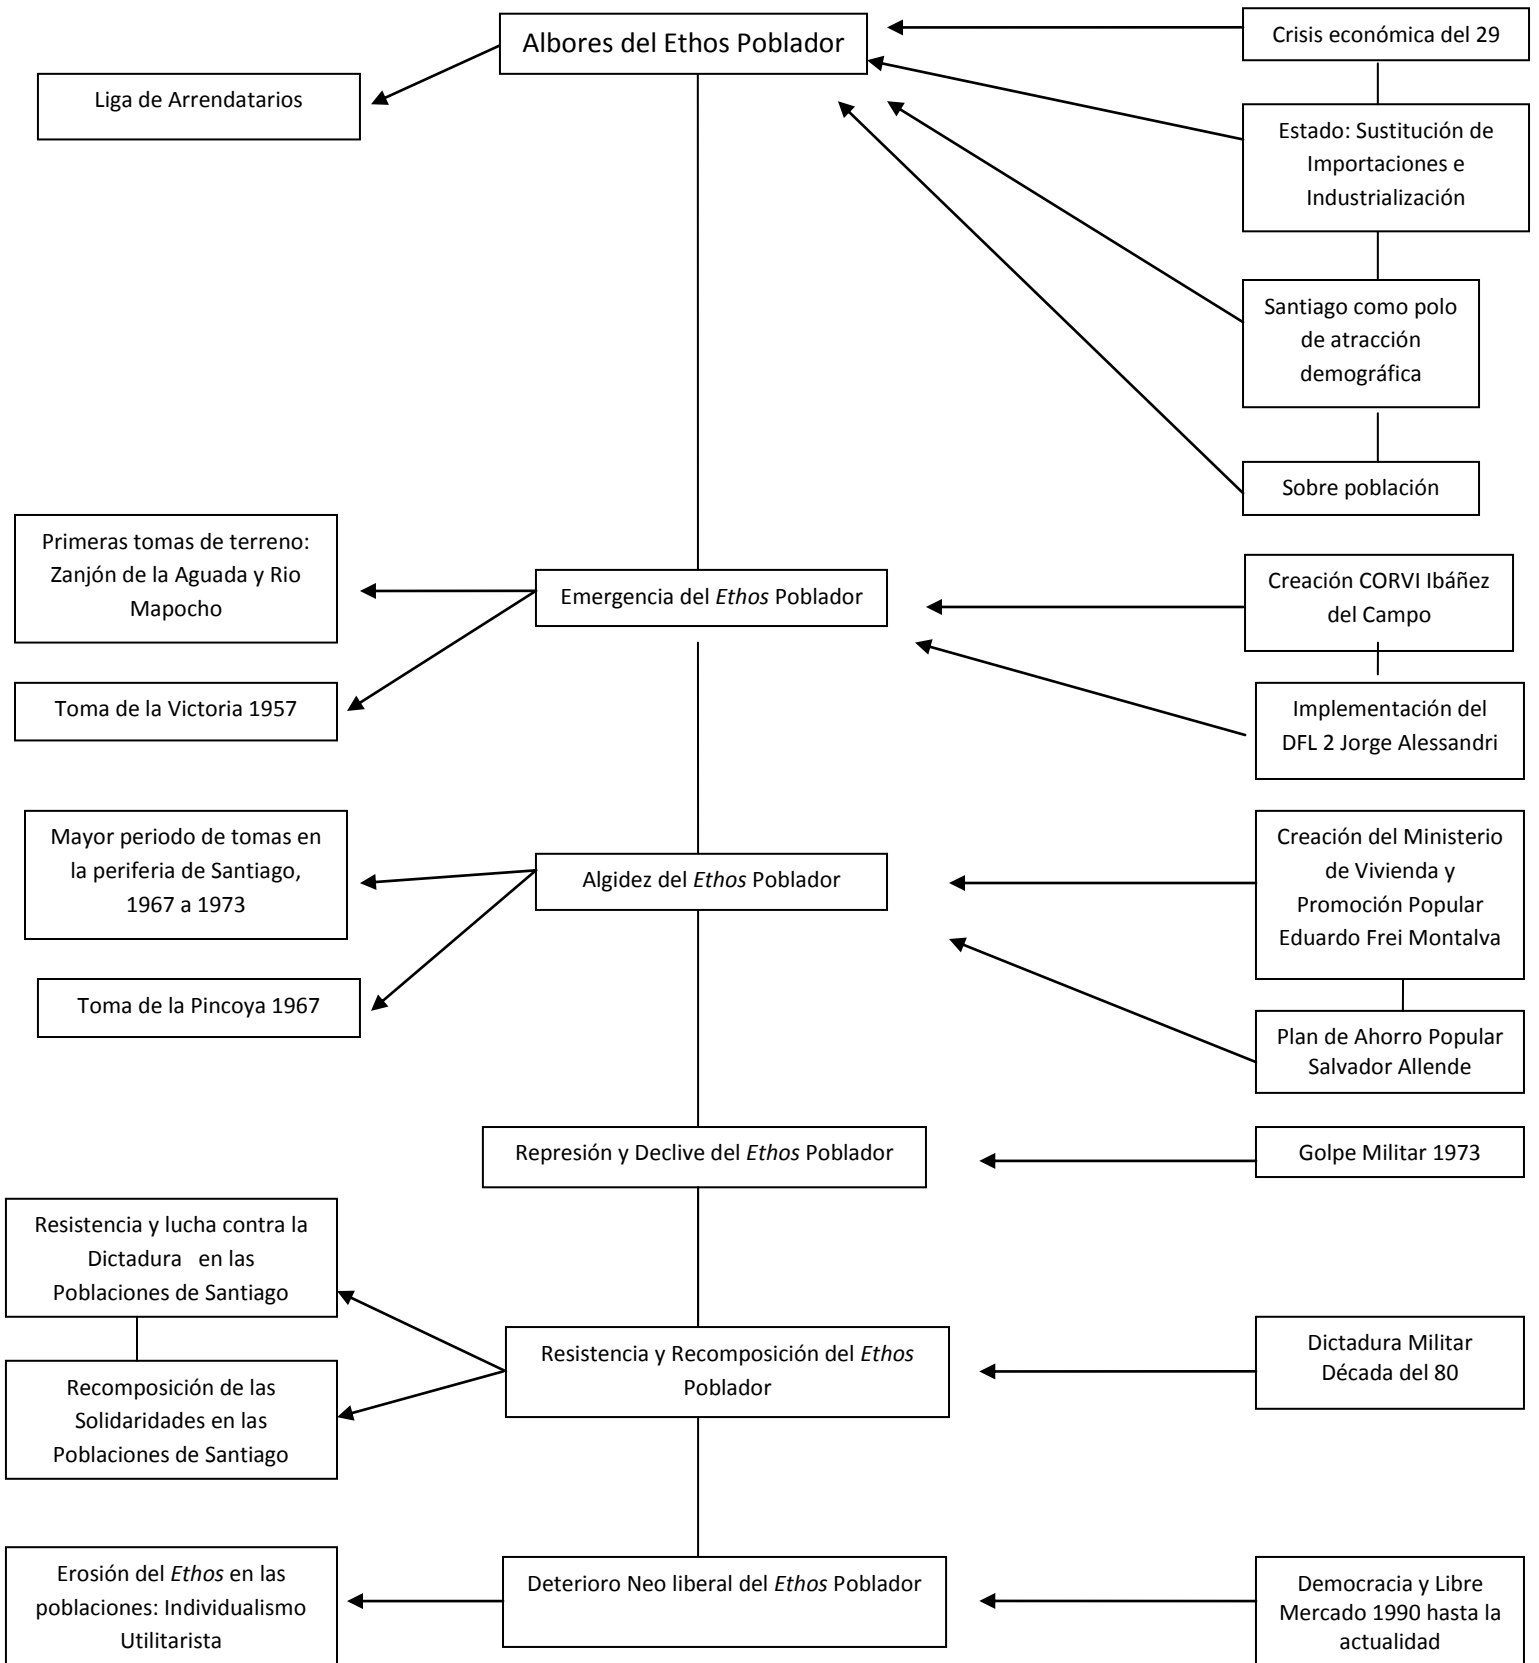 Albores del Ethos Poblador
Crisis económica del 29
Liga de Arrendatarios
Estado: Sustitución de
Importaciones e
Industrialización
Santiago como polo
de atracción
demográfica
Sobre población
Primeras tomas de terreno:
Zanjón de la Aguada y Rio
Mapocho
Emergencia del Ethos Poblador
Creación CORVI Ibáñez
del Campo
Toma de la Victoria 1957
Implementación del
DFL 2 Jorge Alessandri
Mayor periodo de tomas en
la periferia de Santiago,
1967 a 1973
Algidez del Ethos Poblador
Creación del Ministerio
de Vivienda y
Promoción Popular
Eduardo Frei Montalva
Toma de la Pincoya 1967
Plan de Ahorro Popular
Salvador Allende
Represión y Declive del Ethos Poblador
Golpe Militar 1973
Resistencia y lucha contra la
Dictadura en las
Poblaciones de Santiago
Resistencia y Recomposición del Ethos
Poblador
Dictadura Militar
Década del 80
Recomposición de las
Solidaridades en las
Poblaciones de Santiago
Erosión del Ethos en las
poblaciones: Individualismo
Utilitarista
Deterioro Neo liberal del Ethos Poblador
Democracia y Libre
Mercado 1990 hasta la
actualidad